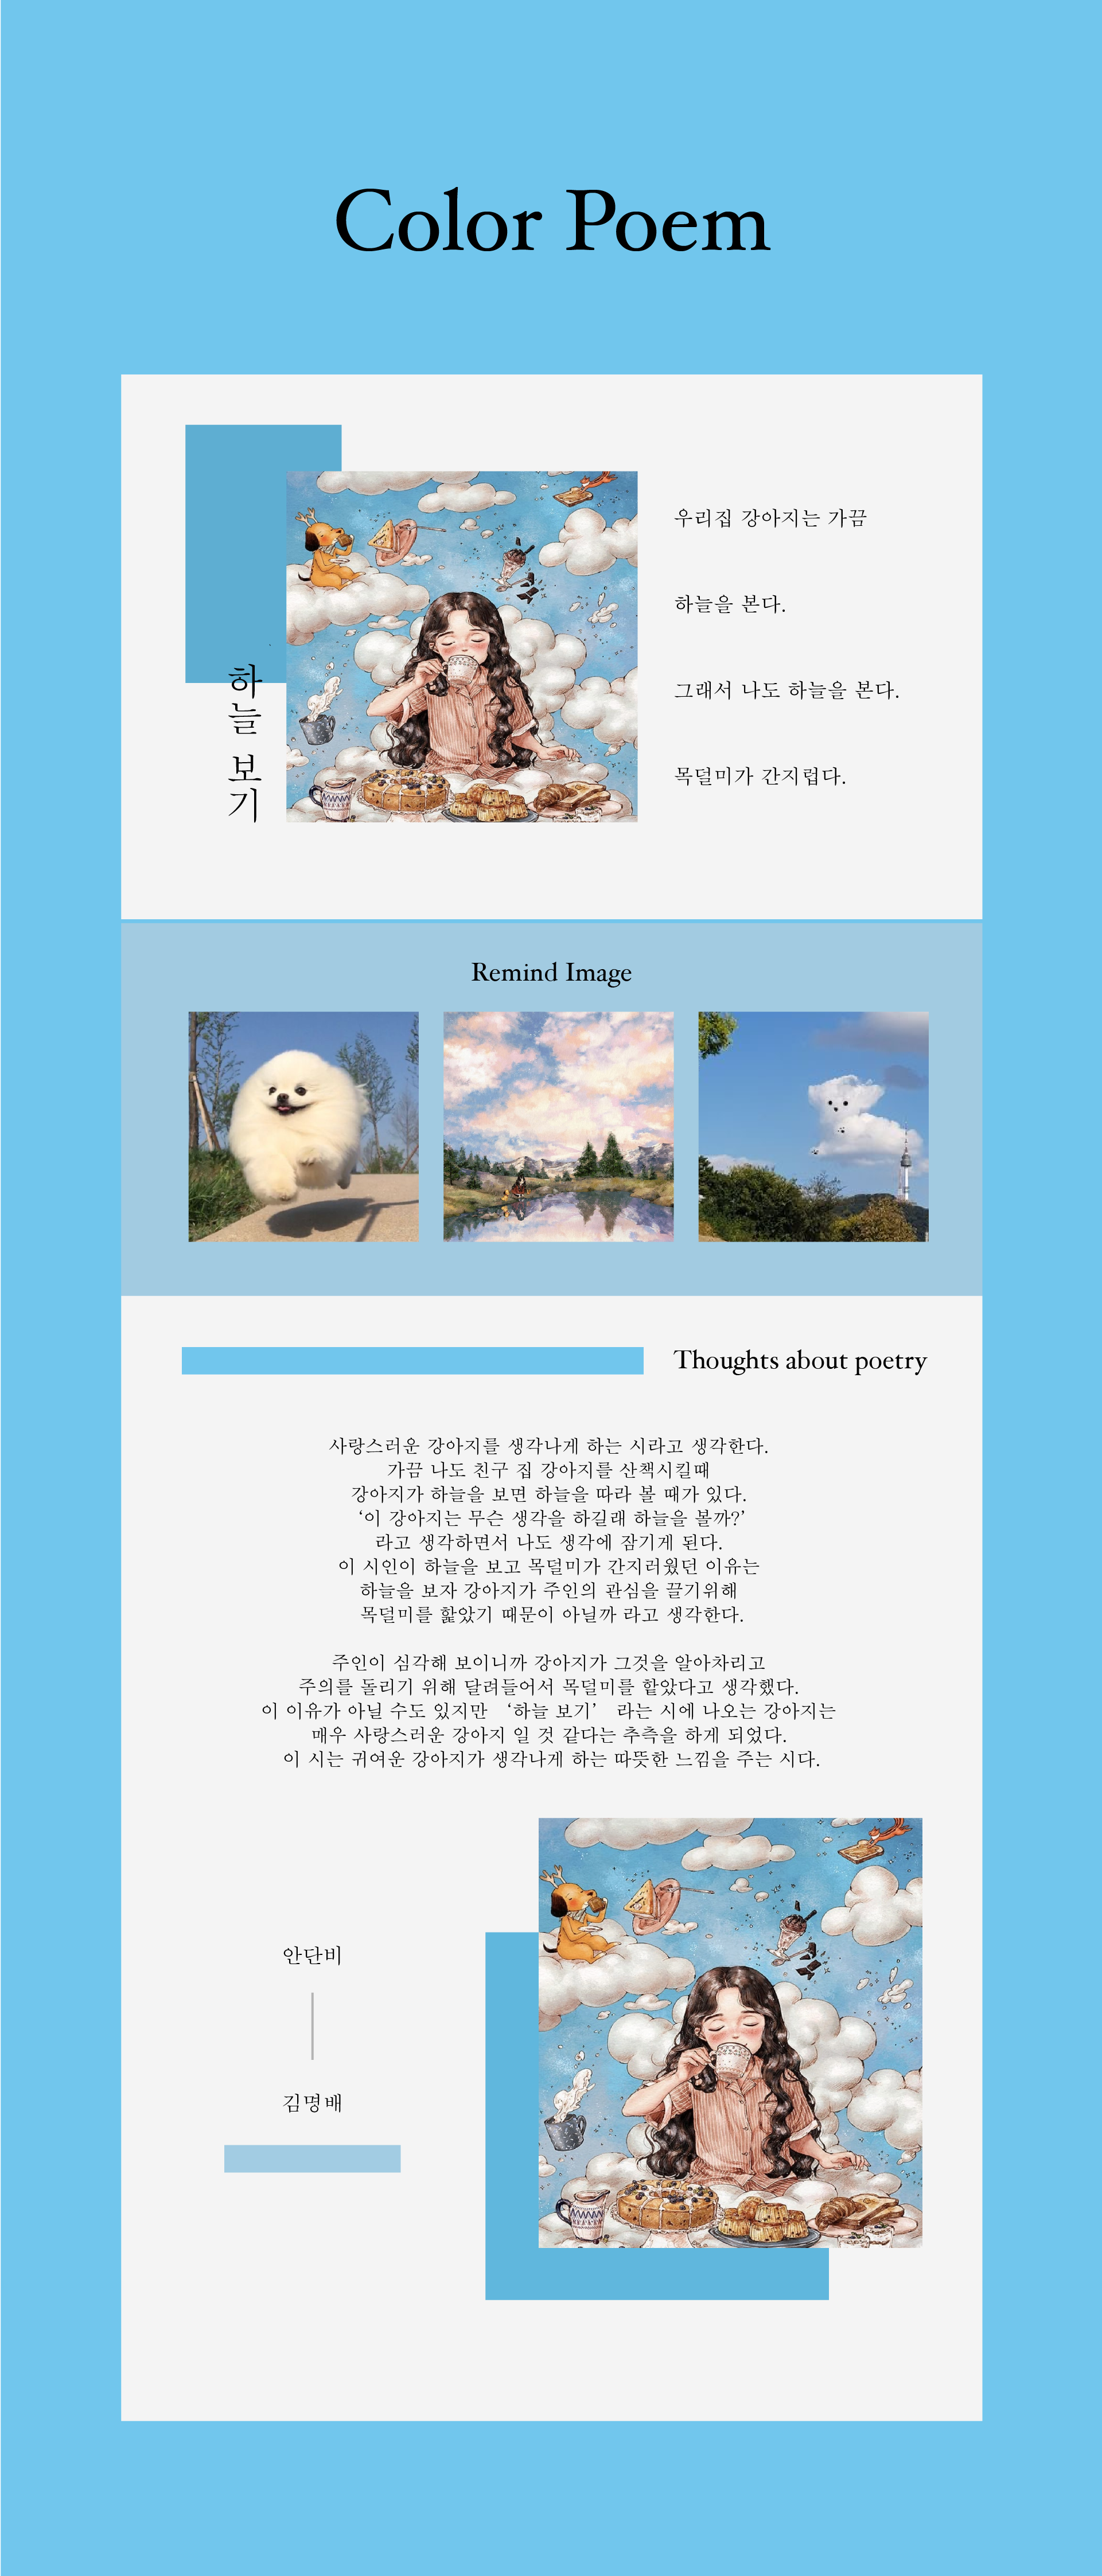 Color Poem
하늘 보기
우리집 강아지는 가끔
하늘을 본다.
그래서 나도 하늘을 본다.
목덜미가 간지럽다.
Remind Image
Thoughts about poetry
사랑스러운 강아지를 생각나게 하는 시라고 생각한다.
가끔 나도 친구 집 강아지를 산책시킬때
강아지가 하늘을 보면 하늘을 따라 볼 때가 있다.
‘이 강아지는 무슨 생각을 하길래 하늘을 볼까?’
라고 생각하면서 나도 생각에 잠기게 된다.
이 시인이 하늘을 보고 목덜미가 간지러웠던 이유는
하늘을 보자 강아지가 주인의 관심을 끌기위해
목덜미를 핥았기 때문이 아닐까 라고 생각한다.
주인이 심각해 보이니까 강아지가 그것을 알아차리고
주의를 돌리기 위해 달려들어서 목덜미를 핥았다고 생각했다.
이 이유가 아닐 수도 있지만 ‘하늘 보기’ 라는 시에 나오는 강아지는
매우 사랑스러운 강아지 일 것 같다는 추측을 하게 되었다.
이 시는 귀여운 강아지가 생각나게 하는 따뜻한 느낌을 주는 시다.
안단비
김명배